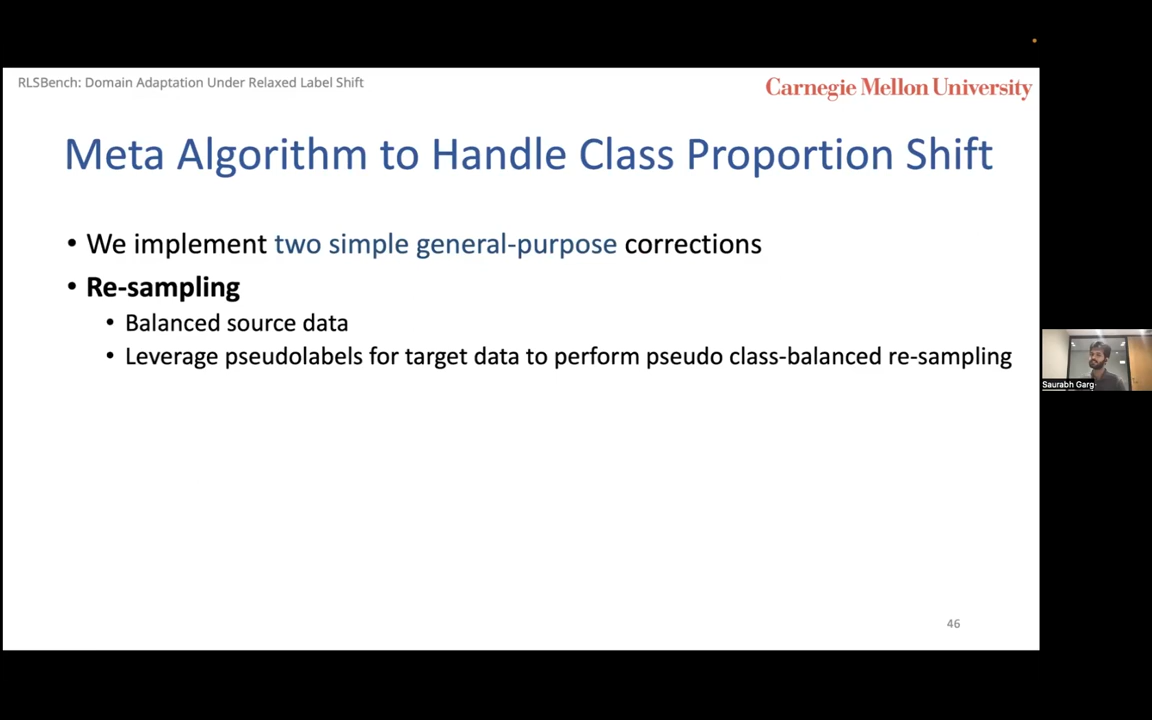 RLSBench: Domain Adaptation Under Relaxed Label Shift
Carnegie Mellon University
Meta Algorithm to Handle Class Proportion Shift
• We implement two simple general-purpose corrections
• Re-sampling
• Balanced source data
• Leverage pseudolabels for target data to perform pseudo class-balanced re-sampling
Saurabh Garg
46